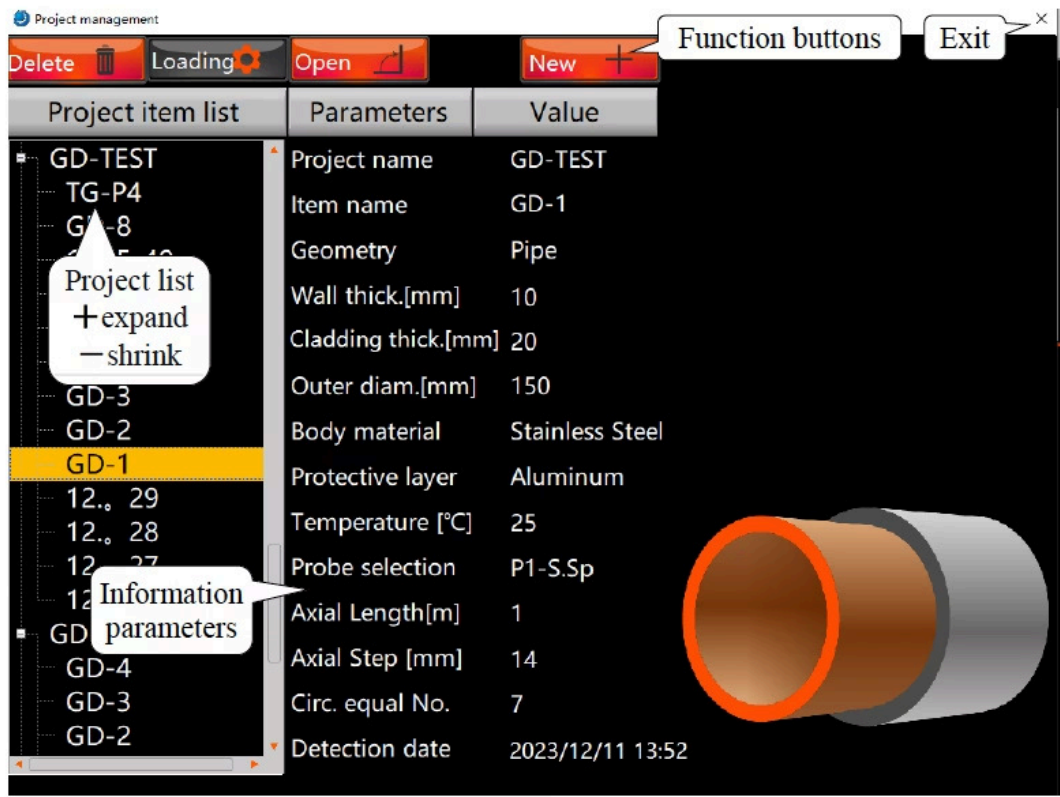 Project management
Function buttons
Exit
Delete
Loading
Open
New
Project item list
Parameters
Value
GD-TEST
TG-P4
Project list
+expand
−shrink
GD-3
GD-2
GD-1
12.。29
12.。28
Information
parameters
GD
GD-4
GD-3
GD-2
Project name GD-TEST
Item name GD-1
Geometry Pipe
Wall thick.[mm] 10
Cladding thick.[mm] 20
Outer diam.[mm] 150
Body material Stainless Steel
Protective layer Aluminum
Temperature [℃] 25
Probe selection P1-S.Sp
Axial Length[m] 1
Axial Step [mm] 14
Circ. equal No. 7
Detection date 2023/12/11 13:52